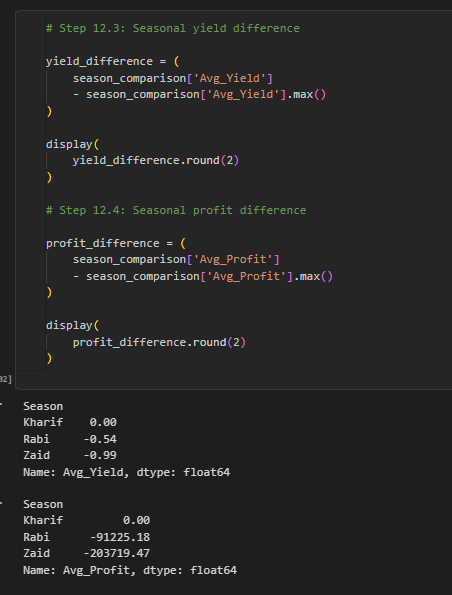 # Step 12.3: Seasonal yield difference
yield_difference = (
    season_comparison['Avg_Yield']
    - season_comparison['Avg_Yield'].max()
)
display(
    yield_difference.round(2)
)
# Step 12.4: Seasonal profit difference
profit_difference = (
    season_comparison['Avg_Profit']
    - season_comparison['Avg_Profit'].max()
)
display(
    profit_difference.round(2)
)
02]
Season
Kharif    0.00
Rabi     -0.54
Zaid     -0.99
Name: Avg_Yield, dtype: float64
Season
Kharif         0.00
Rabi      -91225.18
Zaid     -203719.47
Name: Avg_Profit, dtype: float64